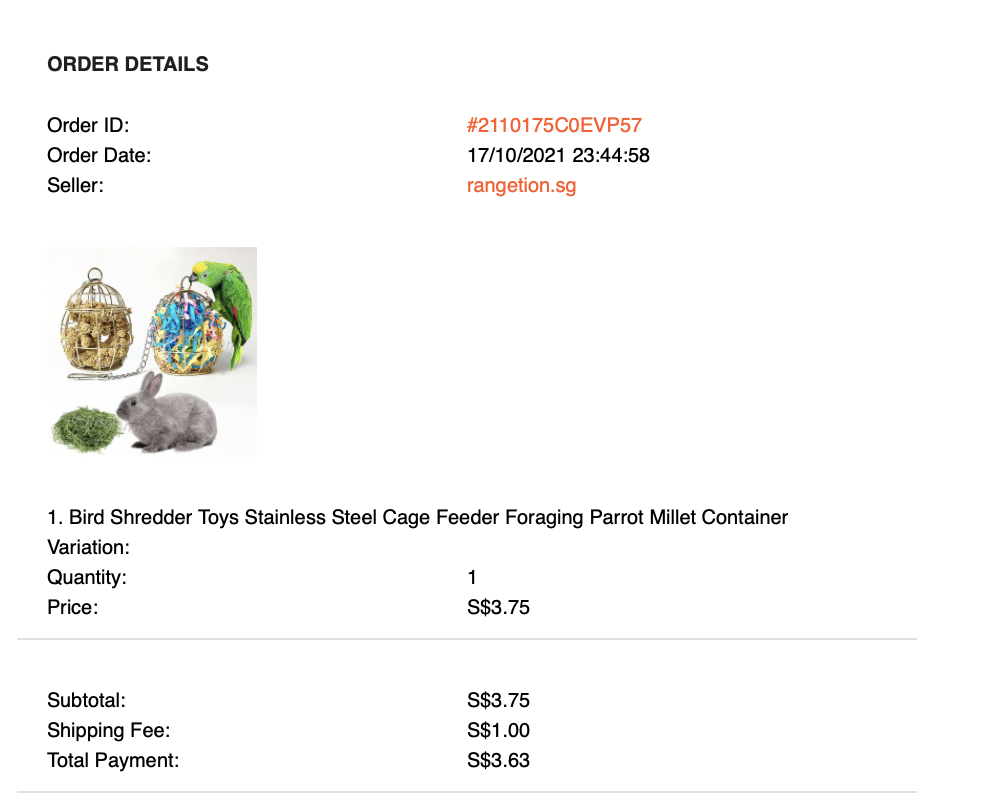 ORDER DETAILS
Order ID: #2110175C0EVP57
Order Date: 17/10/2021 23:44:58
Seller: rangetion.sg
1. Bird Shredder Toys Stainless Steel Cage Feeder Foraging Parrot Millet Container
Variation:
Quantity: 1
Price: S$3.75
Subtotal: S$3.75
Shipping Fee: S$1.00
Total Payment: S$3.63